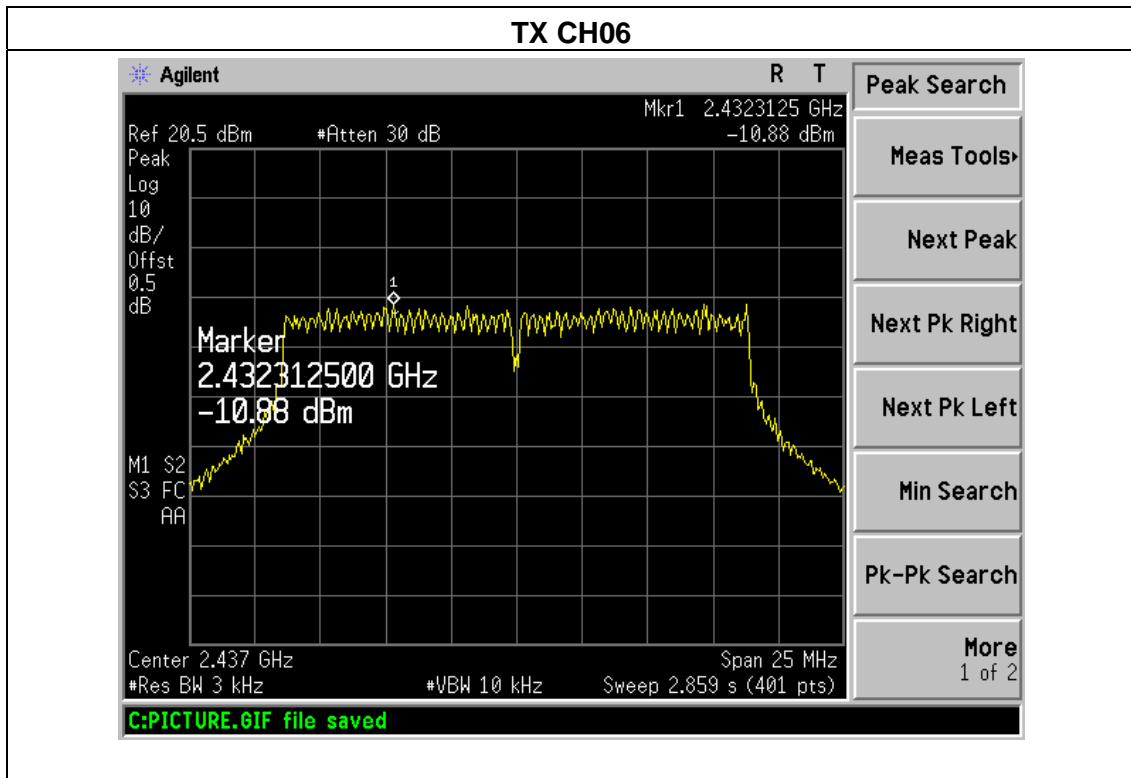 TX CH06
Agilent R T
Peak Search
Mkr1 2.4323125 GHz
Ref 20.5 dBm #Atten 30 dB -10.88 dBm
Peak
Log
10
dB/
Offst
0.5
dB
1
Marker
2.432312500 GHz
-10.88 dBm
M1 S2
S3 FC
AA
Center 2.437 GHz Span 25 MHz
#Res BW 3 kHz #VBW 10 kHz Sweep 2.859 s (401 pts)
C:PICTURE.GIF file saved
Meas Tools
Next Peak
Next Pk Right
Next Pk Left
Min Search
Pk-Pk Search
More
1 of 2